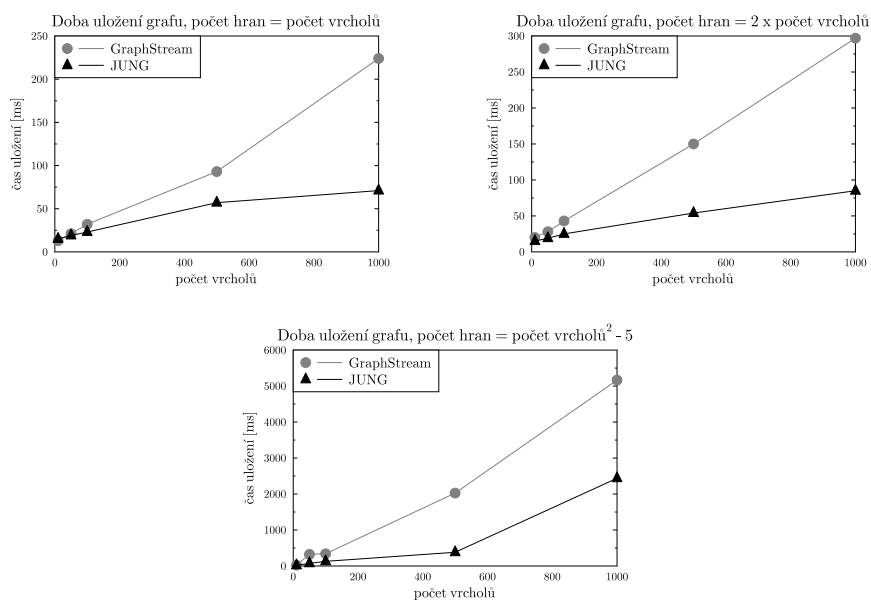 Doba uložení grafu, počet hran = počet vrcholů
250
200
150
100
50
0
čas uložení [ms]
GraphStream
JUNG
0 200 400 600 800 1000
počet vrcholů
Doba uložení grafu, počet hran = 2 x počet vrcholů
300
250
200
150
100
50
0
čas uložení [ms]
GraphStream
JUNG
0 200 400 600 800 1000
počet vrcholů
Doba uložení grafu, počet hran = počet vrcholů² - 5
6000
5000
4000
3000
2000
1000
0
čas uložení [ms]
GraphStream
JUNG
0 200 400 600 800 1000
počet vrcholů